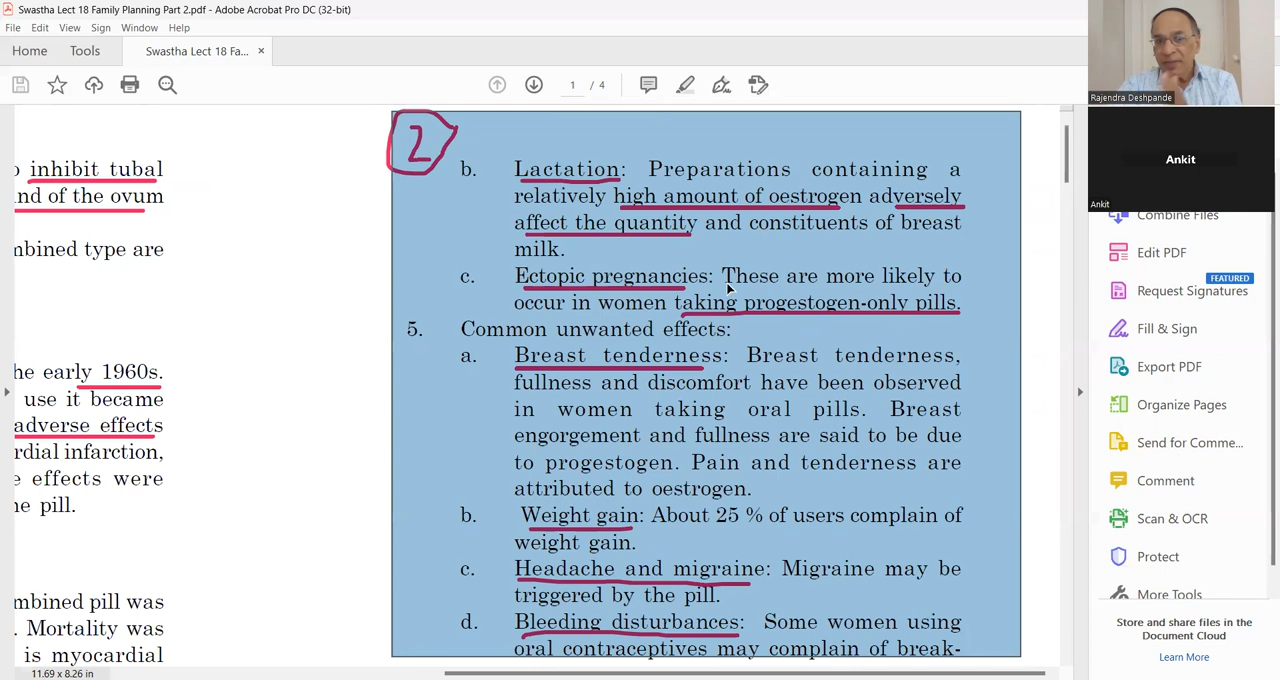 Swastha Lect 18 Family Planning Part 2.pdf - Adobe Acrobat Pro DC (32-bit)
File Edit View Sign Window Help
Home Tools Swastha Lect 18 Fa... ×
1 / 4
Rajendra Deshpande
Ankit
Ankit
inhibit tubal
nd of the ovum
mbined type are
he early 1960s.
use it became
adverse effects
rdial infarction,
e effects were
he pill.
mbined pill was
. Mortality was
is myocardial
11.69 x 8.26 in
2
b. Lactation: Preparations containing a
relatively high amount of oestrogen adversely
affect the quantity and constituents of breast
milk.
c. Ectopic pregnancies: These are more likely to
occur in women taking progestogen-only pills.
5. Common unwanted effects:
a. Breast tenderness: Breast tenderness,
fullness and discomfort have been observed
in women taking oral pills. Breast
engorgement and fullness are said to be due
to progestogen. Pain and tenderness are
attributed to oestrogen.
b. Weight gain: About 25 % of users complain of
weight gain.
c. Headache and migraine: Migraine may be
triggered by the pill.
d. Bleeding disturbances: Some women using
oral contraceptives may complain of break-
Combine Files
Edit PDF
FEATURED
Request Signatures
Fill & Sign
Export PDF
Organize Pages
Send for Comme...
Comment
Scan & OCR
Protect
More Tools
Store and share files in the
Document Cloud
Learn More